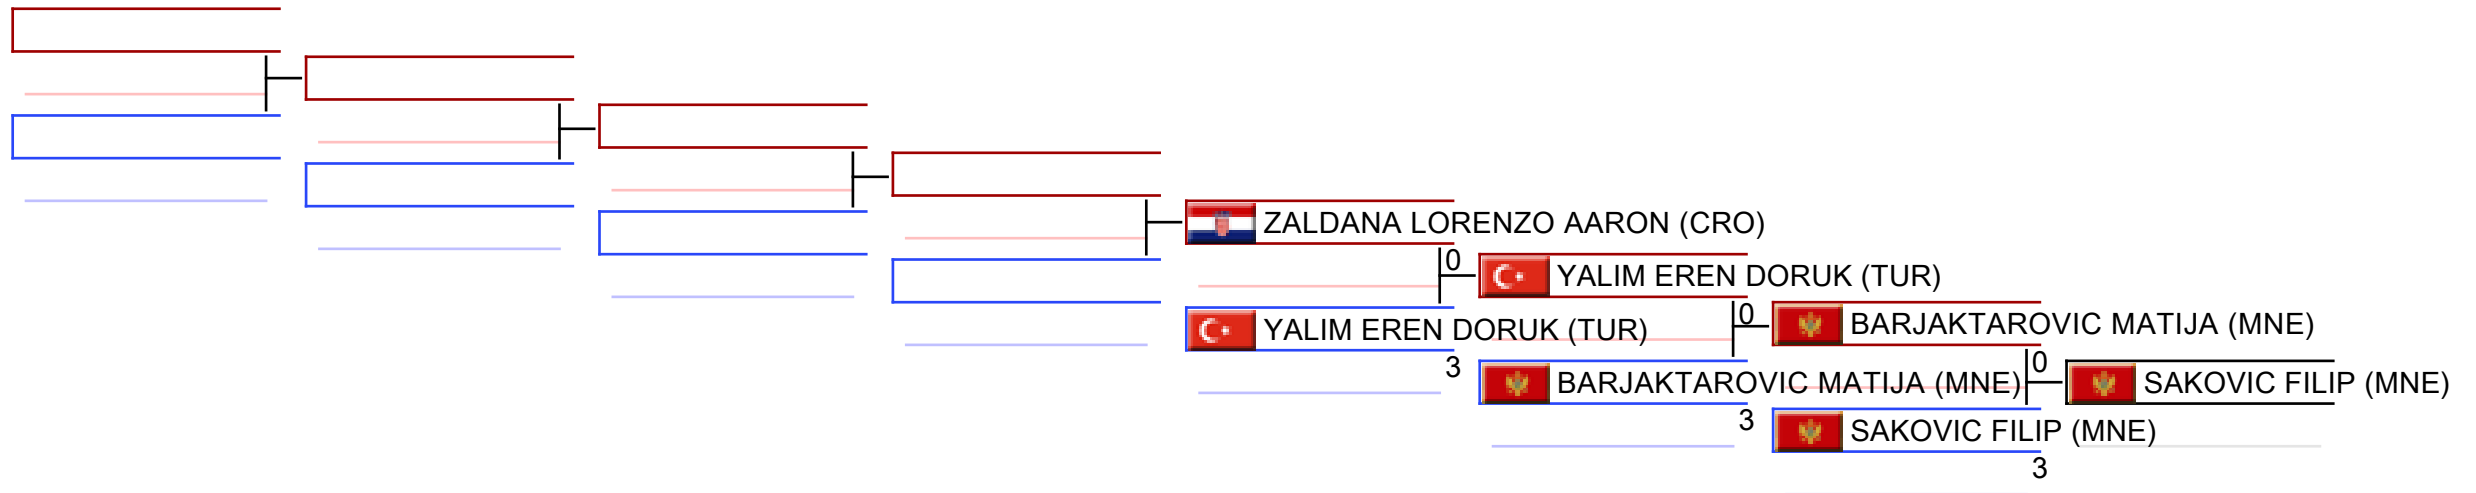 ZALDANA LORENZO AARON (CRO)
0
YALIM EREN DORUK (TUR)
YALIM EREN DORUK (TUR)
3
0
BARJAKTAROVIC MATIJA (MNE)
BARJAKTAROVIC MATIJA (MNE)
3
0
SAKOVIC FILIP (MNE)
SAKOVIC FILIP (MNE)
3